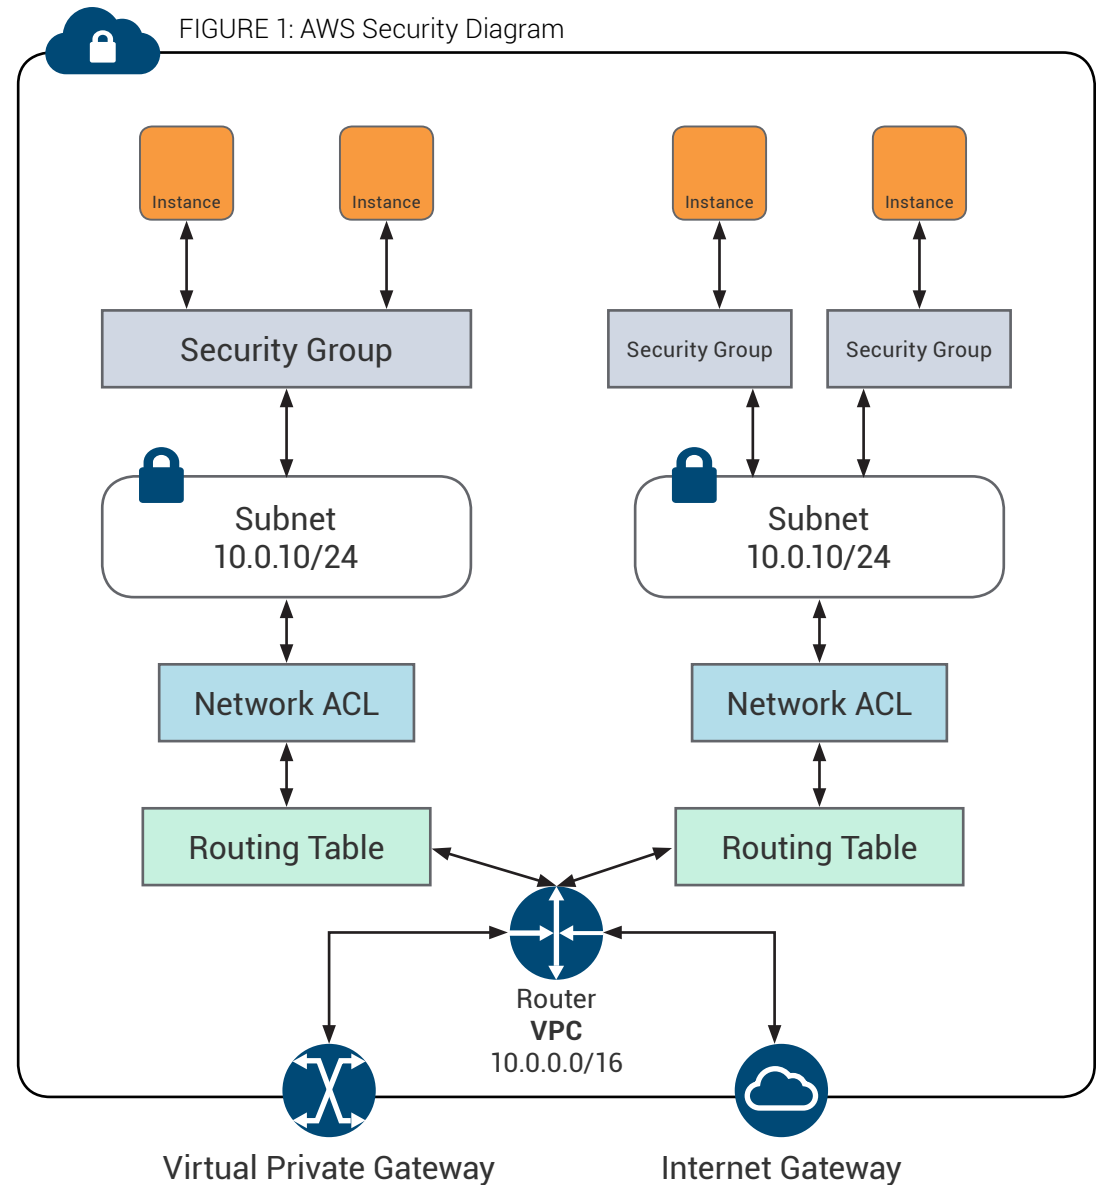 FIGURE 1: AWS Security Diagram
Instance
Instance
Instance
Instance
Security Group
Security Group
Security Group
Subnet
10.0.10/24
Subnet
10.0.10/24
Network ACL
Network ACL
Routing Table
Routing Table
Router
VPC
10.0.0.0/16
Virtual Private Gateway
Internet Gateway